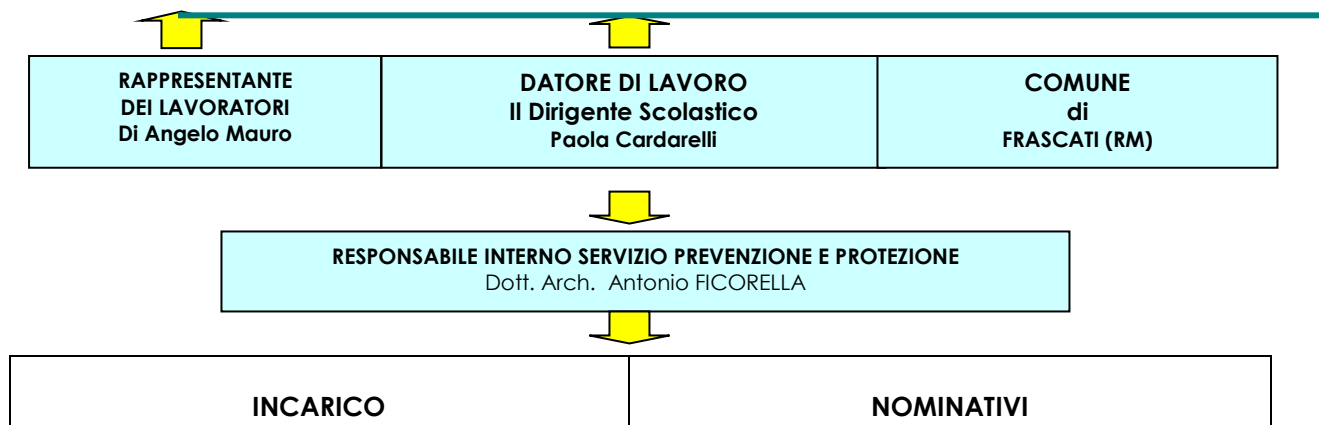 RAPPRESENTANTE
DEI LAVORATORI
Di Angelo Mauro
DATORE DI LAVORO
Il Dirigente Scolastico
Paola Cardarelli
COMUNE
di
FRASCATI (RM)
RESPONSABILE INTERNO SERVIZIO PREVENZIONE E PROTEZIONE
Dott. Arch. Antonio FICORELLA
INCARICO
NOMINATIVI